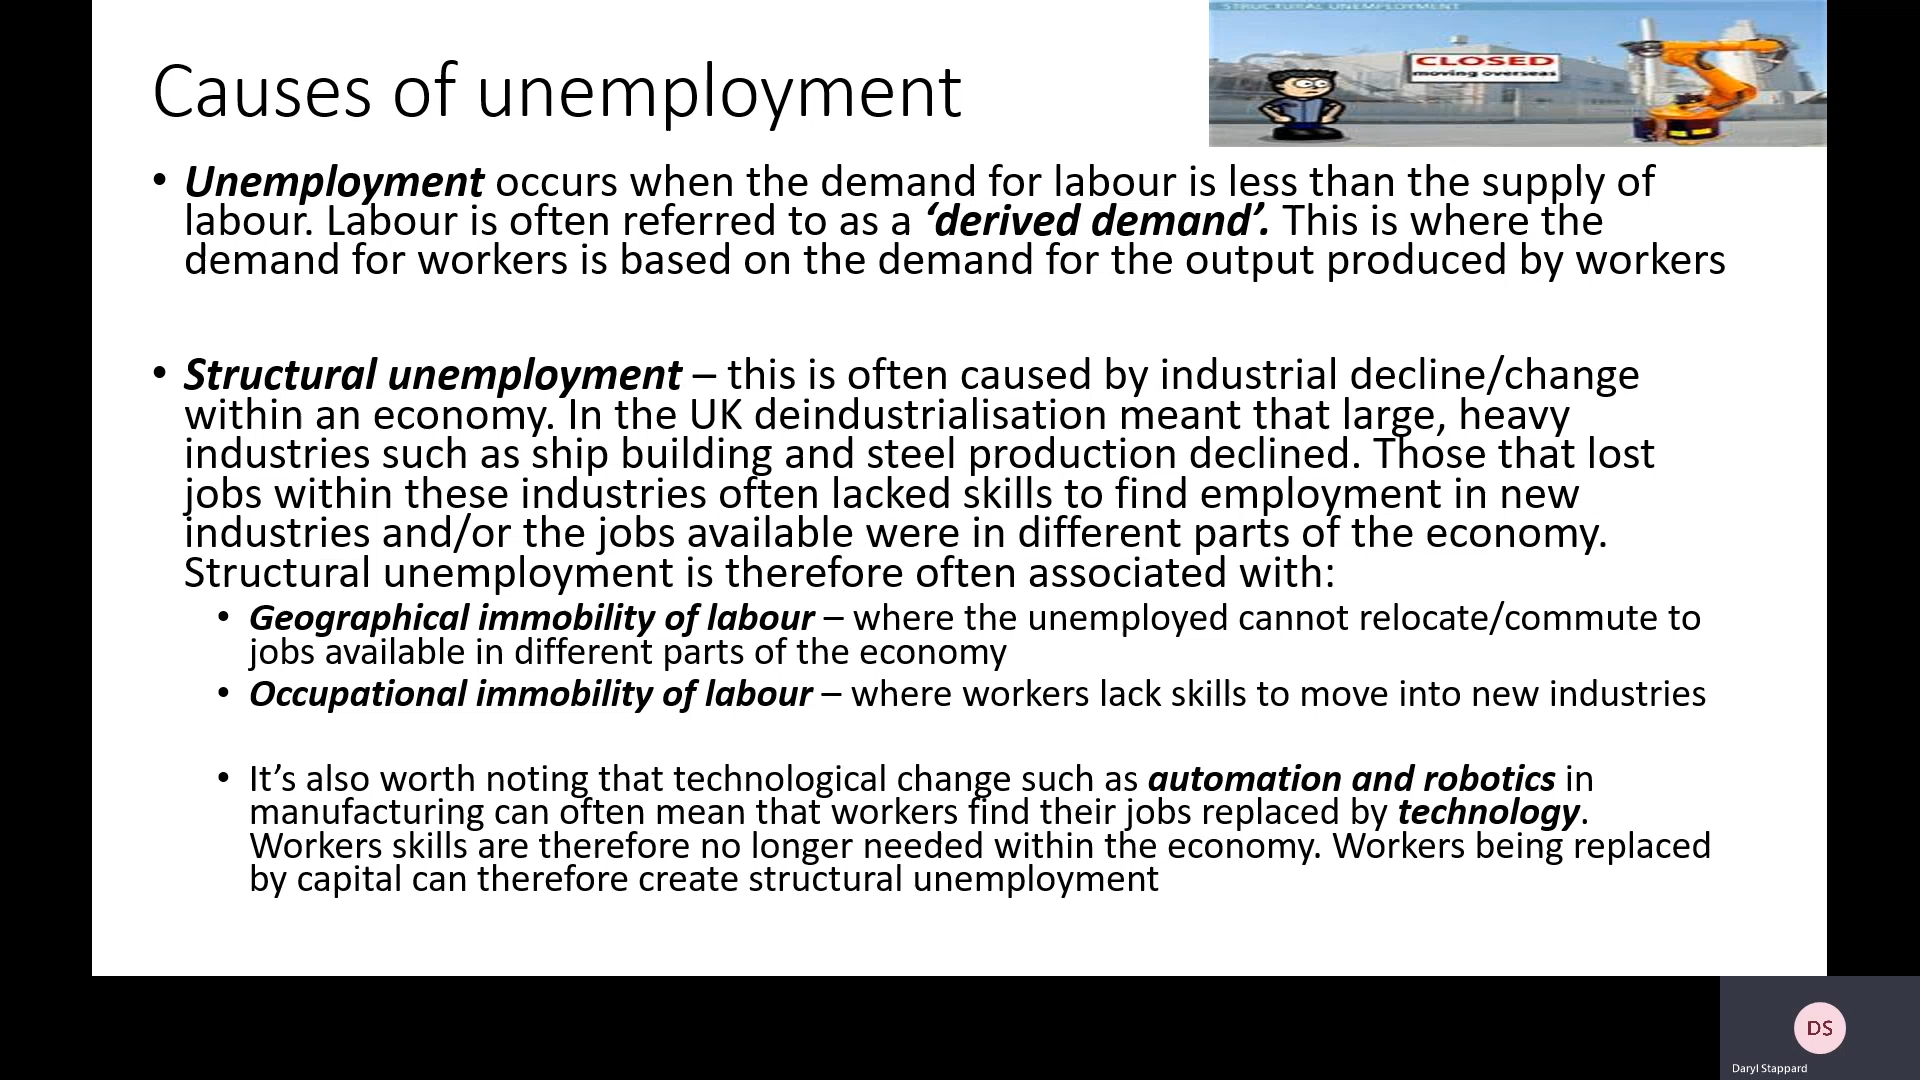 STRUCTURAL UNEMPLOYMENT
CLOSED
moving overseas
Causes of unemployment
• Unemployment occurs when the demand for labour is less than the supply of
labour. Labour is often referred to as a ‘derived demand’. This is where the
demand for workers is based on the demand for the output produced by workers
• Structural unemployment – this is often caused by industrial decline/change
within an economy. In the UK deindustrialisation meant that large, heavy
industries such as ship building and steel production declined. Those that lost
jobs within these industries often lacked skills to find employment in new
industries and/or the jobs available were in different parts of the economy.
Structural unemployment is therefore often associated with:
• Geographical immobility of labour – where the unemployed cannot relocate/commute to
jobs available in different parts of the economy
• Occupational immobility of labour – where workers lack skills to move into new industries
• It’s also worth noting that technological change such as automation and robotics in
manufacturing can often mean that workers find their jobs replaced by technology.
Workers skills are therefore no longer needed within the economy. Workers being replaced
by capital can therefore create structural unemployment
DS
Daryl Stappard